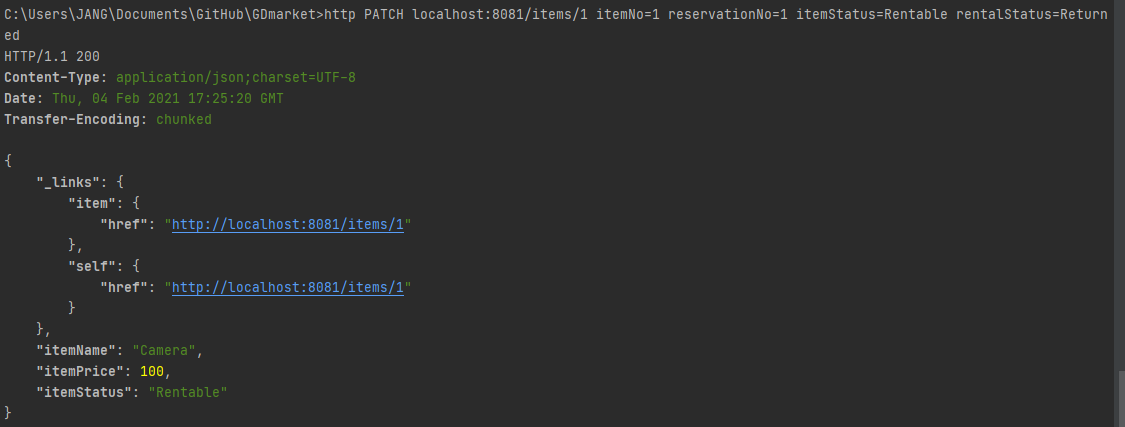 C:\Users\JANG\Documents\GitHub\GDmarket>http PATCH localhost:8081/items/1 itemNo=1 reservationNo=1 itemStatus=Rentable rentalStatus=Return
ed
HTTP/1.1 200
Content-Type: application/json;charset=UTF-8
Date: Thu, 04 Feb 2021 17:25:20 GMT
Transfer-Encoding: chunked

{
    "_links": {
        "item": {
            "href": "http://localhost:8081/items/1"
        },
        "self": {
            "href": "http://localhost:8081/items/1"
        }
    },
    "itemName": "Camera",
    "itemPrice": 100,
    "itemStatus": "Rentable"
}